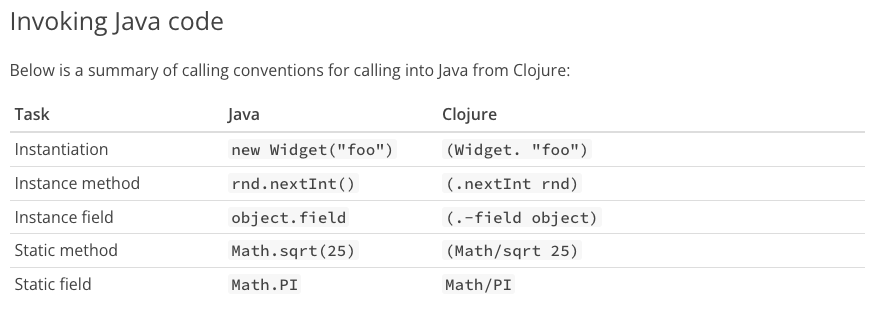 Invoking Java code
Below is a summary of calling conventions for calling into Java from Clojure:
Task Java Clojure
Instantiation new Widget("foo") (Widget. "foo")
Instance method rnd.nextInt() (.nextInt rnd)
Instance field object.field (.-field object)
Static method Math.sqrt(25) (Math/sqrt 25)
Static field Math.PI Math/PI